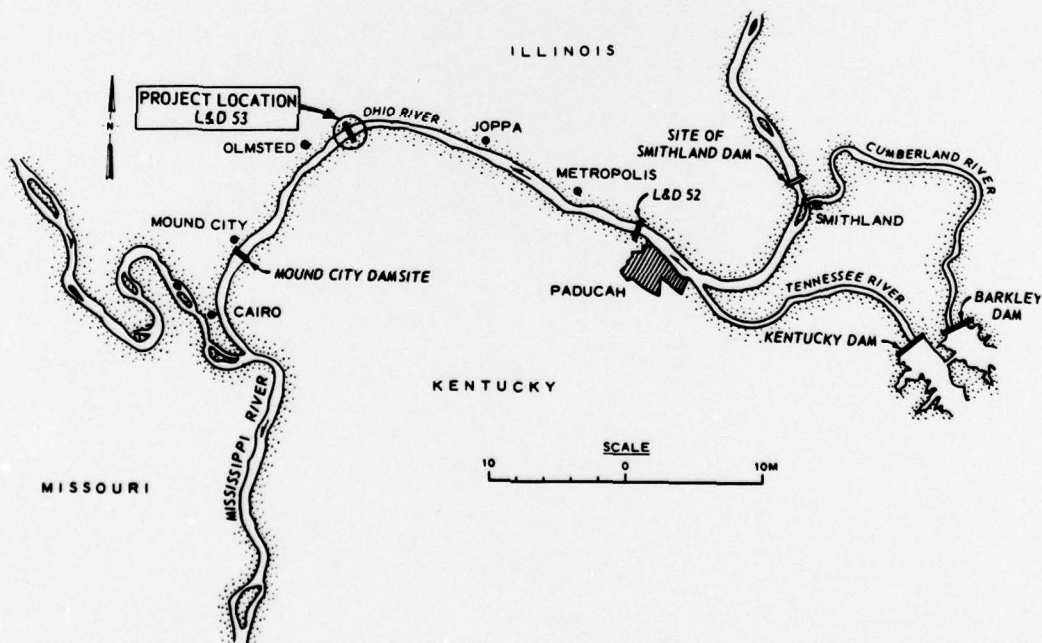 ILLINOIS
PROJECT LOCATION
L&D 53
N
OHIO RIVER
JOPPA
OLMSTED
SITE OF
SMITHLAND DAM
CUMBERLAND RIVER
METROPOLIS
L&D 52
SMITHLAND
MOUND CITY
MOUND CITY DAMSITE
PADUCAH
TENNESSEE RIVER
BARKLEY
DAM
CAIRO
KENTUCKY DAM
KENTUCKY
MISSISSIPPI RIVER
SCALE
10 0 10M
MISSOURI